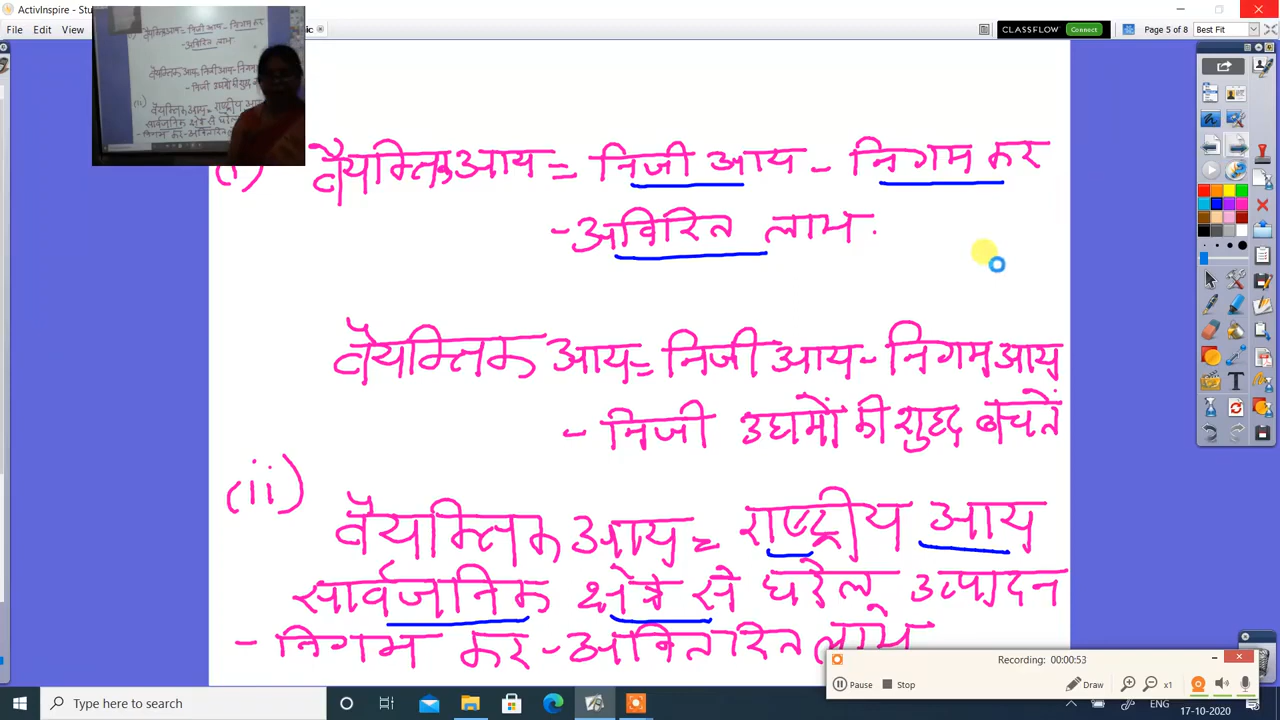 ActivInspire - Stu
File
Edit
CLASSFLOW
Connect
Page 5 of 8
Best Fit
(i) वैयक्तिक आय = निजी आय - निगम कर
- अविरित लाभ.
वैयक्तिक आय = निजी आय - निगम आय
- निजी उद्यमों की शुद्ध बचतें
(ii)
वैयक्तिक आय = राष्ट्रीय आय
सार्वजनिक क्षेत्र से घरेलू उत्पादन
- निगम कर - अवितरित लाभ
Recording: 00:00:53
Pause
Stop
Draw
x1
Type here to search
ENG
17-10-2020